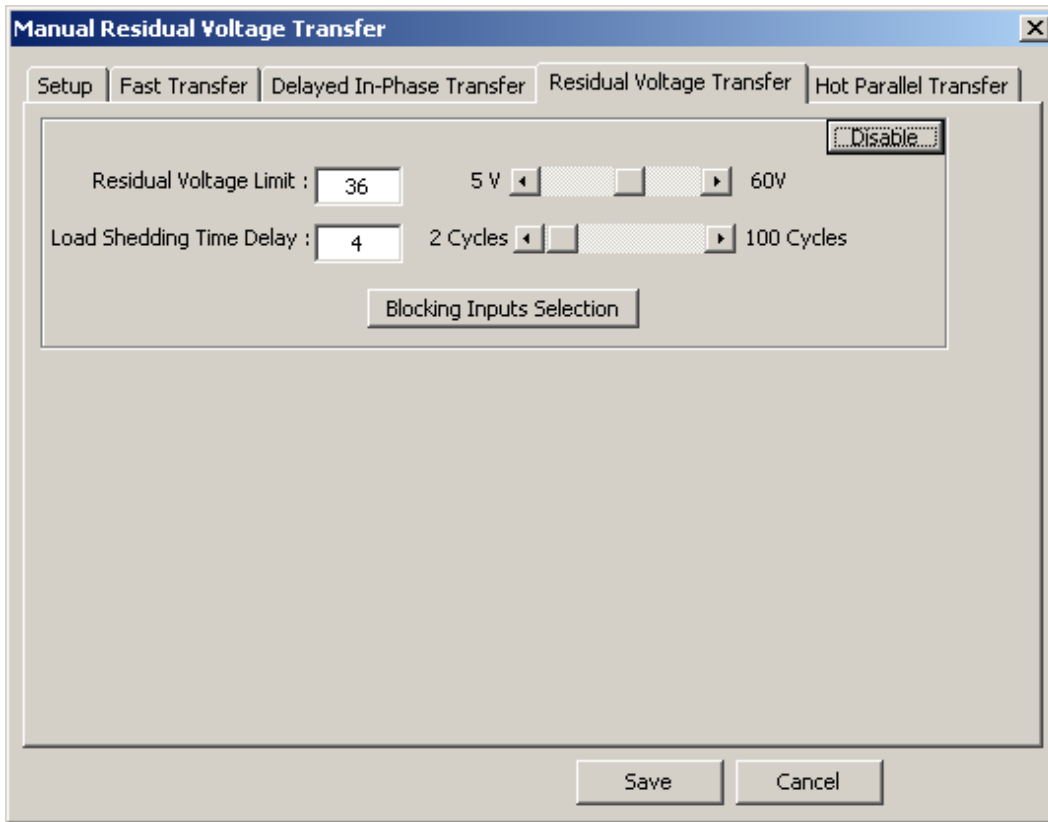 Manual Residual Voltage Transfer
Setup Fast Transfer Delayed In-Phase Transfer Residual Voltage Transfer Hot Parallel Transfer
Disable
Residual Voltage Limit : 36 5 V 60V
Load Shedding Time Delay : 4 2 Cycles 100 Cycles
Blocking Inputs Selection
Save Cancel